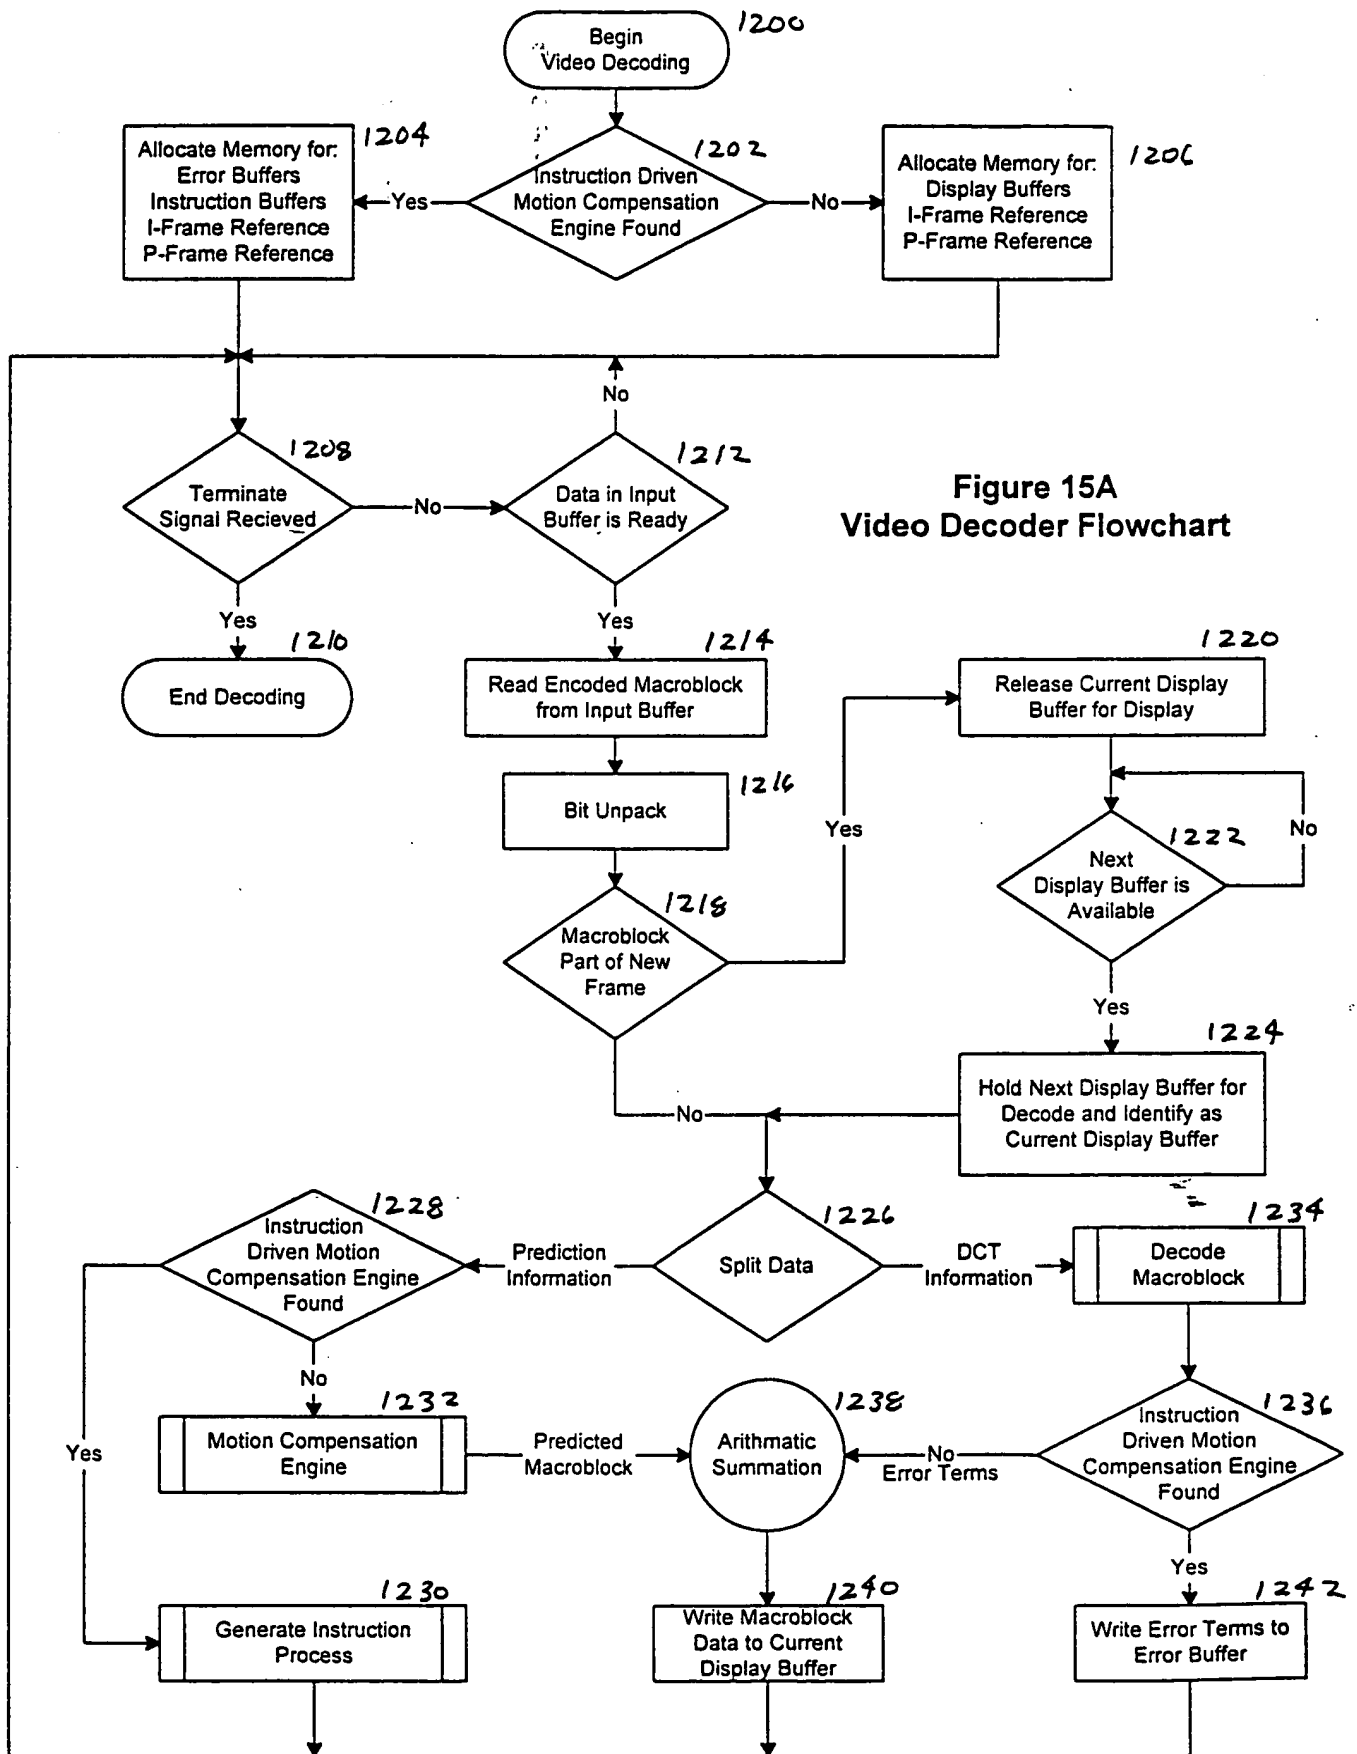 1200
Begin
Video Decoding
1204
Allocate Memory for:
Error Buffers
Instruction Buffers
I-Frame Reference
P-Frame Reference
Yes
1202
Instruction Driven
Motion Compensation
Engine Found
No
1206
Allocate Memory for:
Display Buffers
I-Frame Reference
P-Frame Reference
No
1208
Terminate
Signal Recieved
No
1212
Data in Input
Buffer is Ready
Figure 15A
Video Decoder Flowchart
Yes
Yes
1210
End Decoding
1214
Read Encoded Macroblock
from Input Buffer
1220
Release Current Display
Buffer for Display
1216
Bit Unpack
Yes
1222
Next
Display Buffer is
Available
No
1218
Macroblock
Part of New
Frame
Yes
1224
Hold Next Display Buffer for
Decode and Identify as
Current Display Buffer
No
1228
Instruction
Driven Motion
Compensation Engine
Found
Prediction
Information
1226
Split Data
DCT
Information
1234
Decode
Macroblock
No
1232
Motion Compensation
Engine
Predicted
Macroblock
1238
Arithmatic
Summation
No
Error Terms
1236
Instruction
Driven Motion
Compensation Engine
Found
Yes
Yes
1230
Generate Instruction
Process
1240
Write Macroblock
Data to Current
Display Buffer
1242
Write Error Terms to
Error Buffer